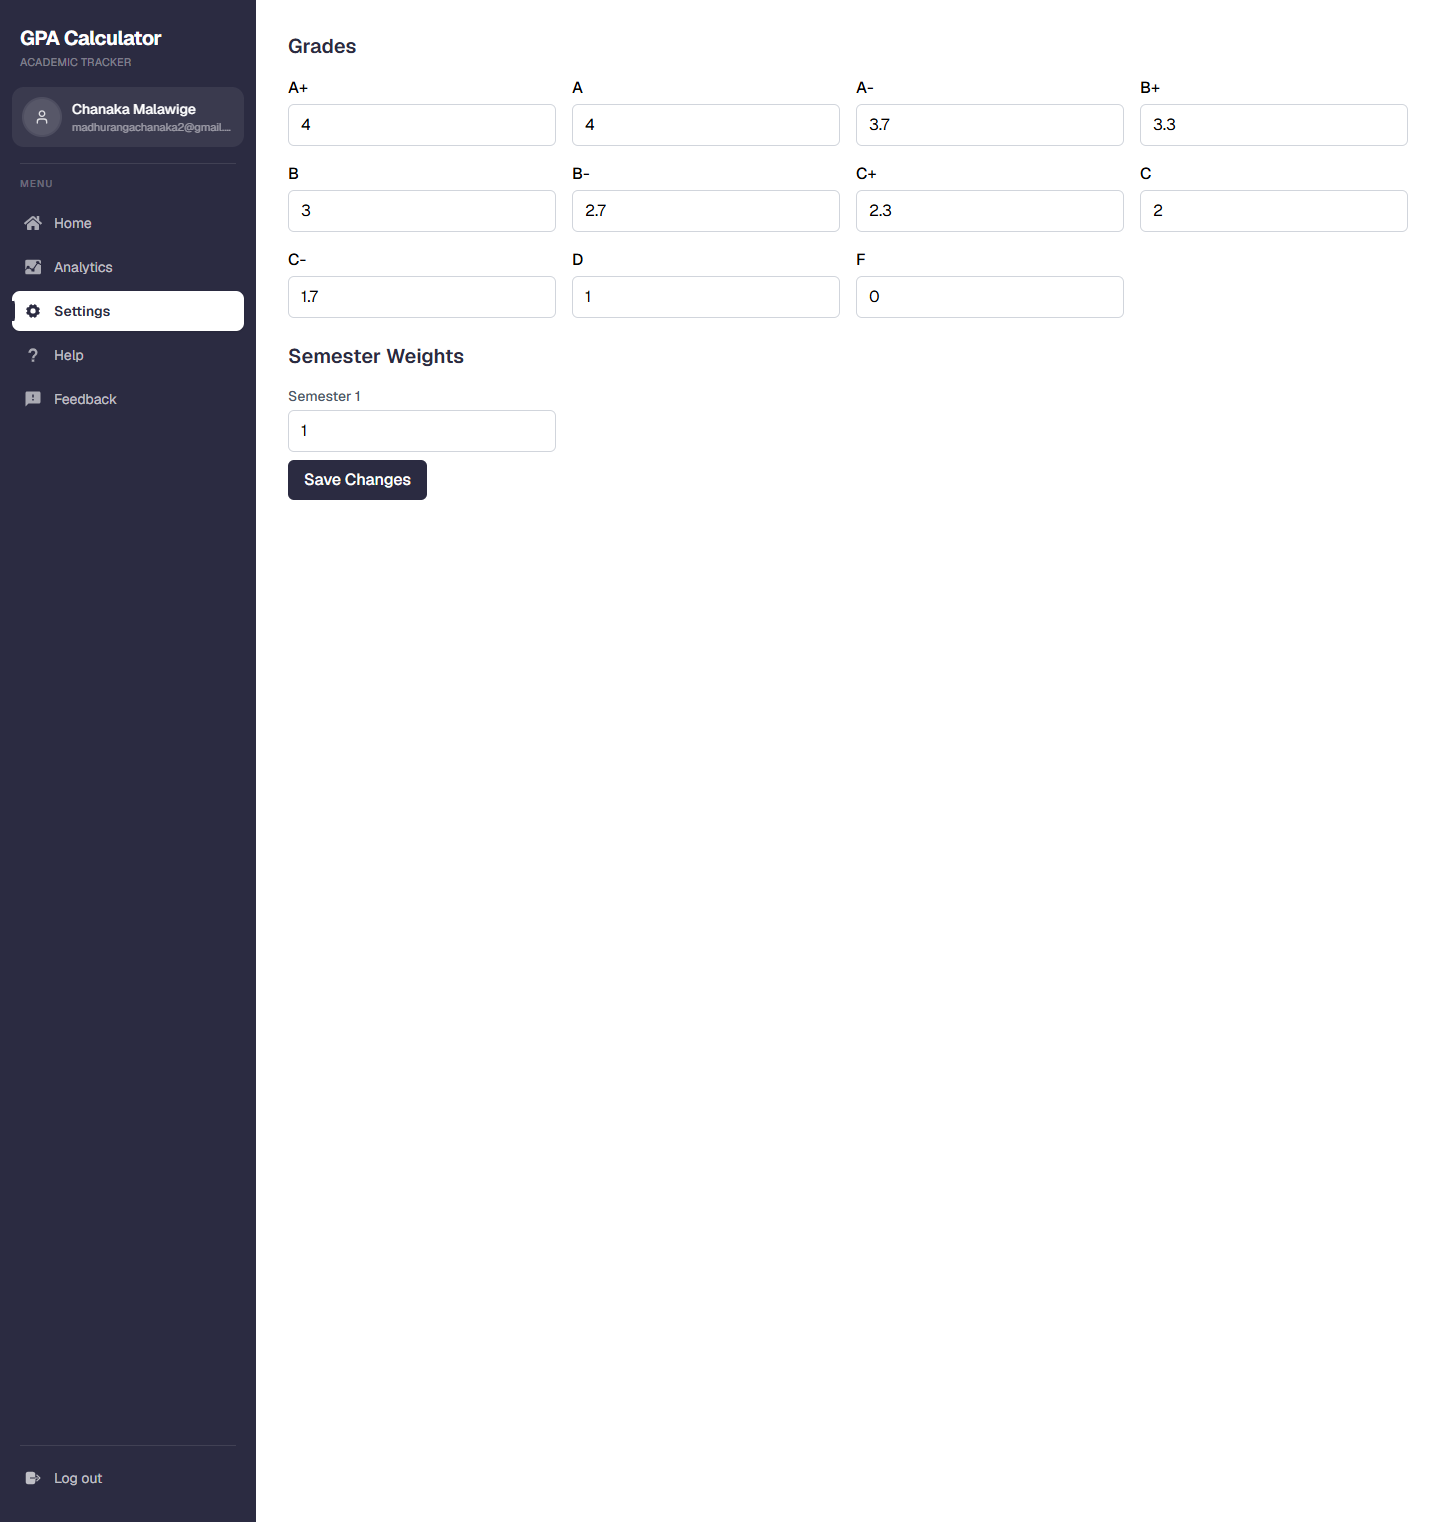 GPA Calculator
ACADEMIC TRACKER
Chanaka Malawige
madhurangachanaka2@gmail....
MENU
Home
Analytics
Settings
Help
Feedback
Log out
Grades
A+ A A- B+
4 4 3.7 3.3
B B- C+ C
3 2.7 2.3 2
C- D F
1.7 1 0
Semester Weights
Semester 1
1
Save Changes